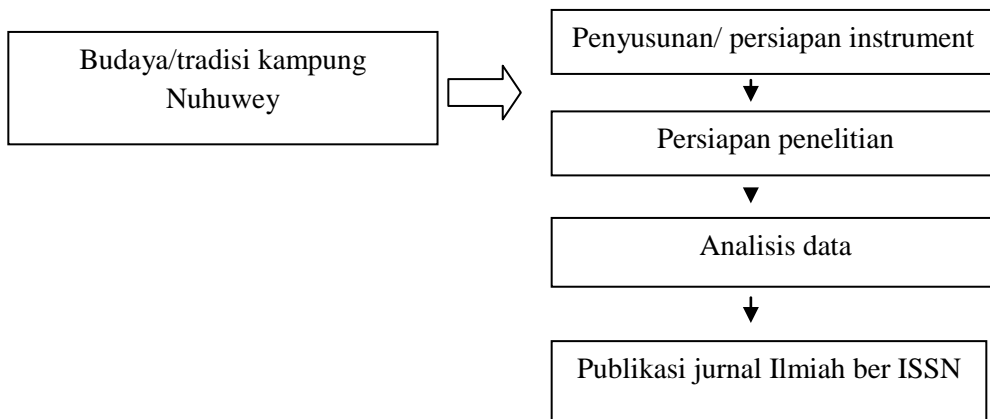 Budaya/tradisi kampung
Nuhuwey
Penyusunan/ persiapan instrument
Persiapan penelitian
Analisis data
Publikasi jurnal Ilmiah ber ISSN